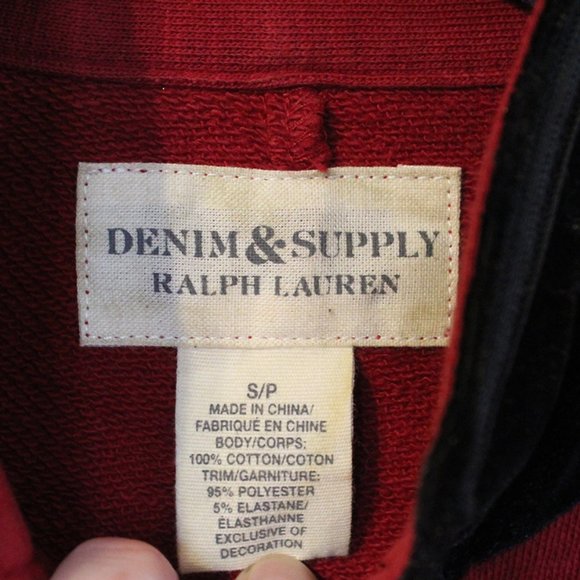 DENIM & SUPPLY
RALPH LAUREN
S/P
MADE IN CHINA/
FABRIQUÉ EN CHINE
BODY/CORPS:
100% COTTON/COTON
TRIM/GARNITURE:
95% POLYESTER
5% ELASTANE/
ÉLASTHANNE
EXCLUSIVE OF
DECORATION